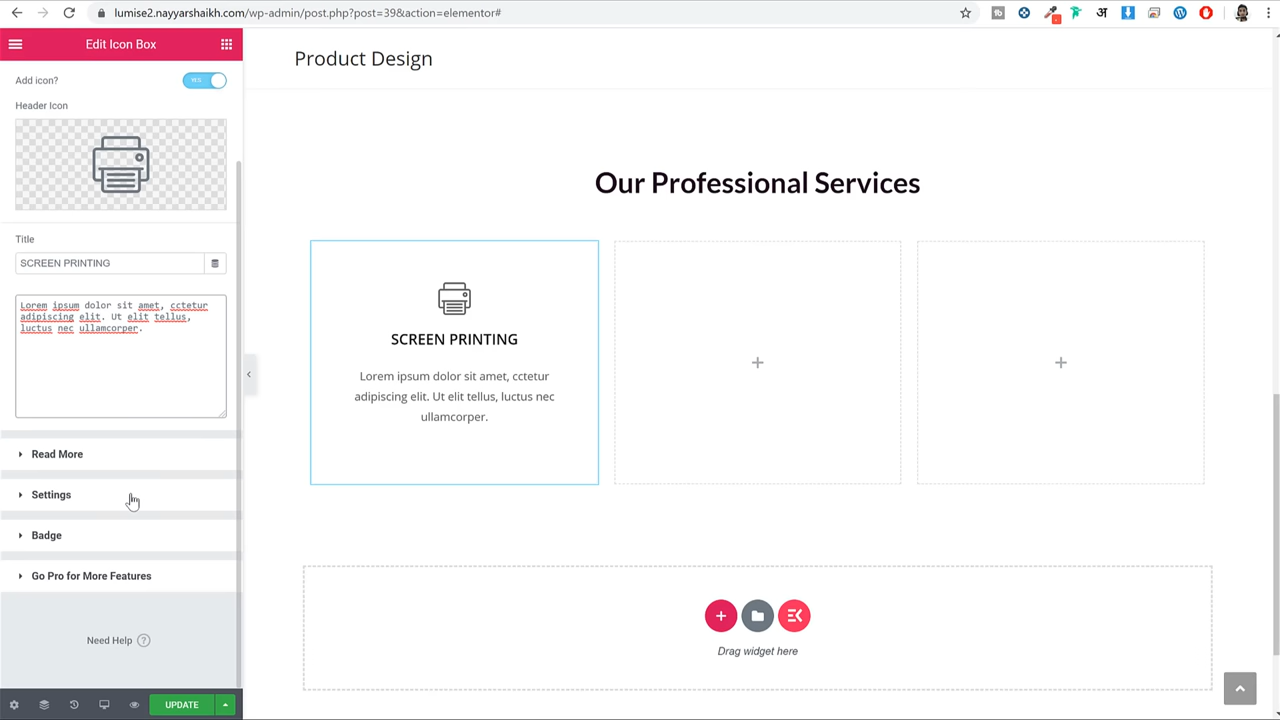 lumise2.nayyarshaikh.com/wp-admin/post.php?post=39&action=elementor#
Edit Icon Box
Add icon?
YES
Header Icon
Title
SCREEN PRINTING
Lorem ipsum dolor sit amet, cctetur
adipiscing elit. Ut elit tellus,
luctus nec ullamcorper.
Read More
Settings
Badge
Go Pro for More Features
Need Help ?
UPDATE
Product Design
Our Professional Services
SCREEN PRINTING
Lorem ipsum dolor sit amet, cctetur
adipiscing elit. Ut elit tellus, luctus nec
ullamcorper.
Drag widget here